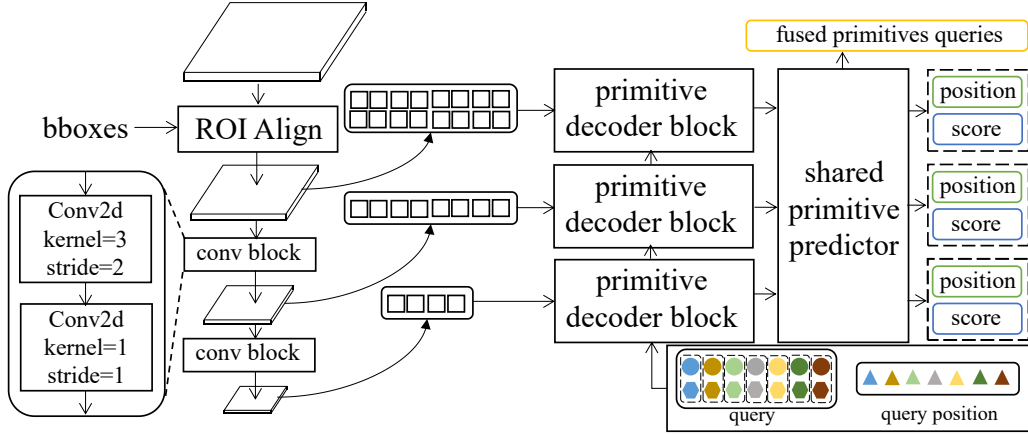 fused primitives queries
bboxes
ROI Align
primitive
decoder block
position
score
shared
primitive
predictor
primitive
decoder block
position
score
Conv2d
kernel=3
stride=2
conv block
primitive
decoder block
position
score
Conv2d
kernel=1
stride=1
conv block
query
query position